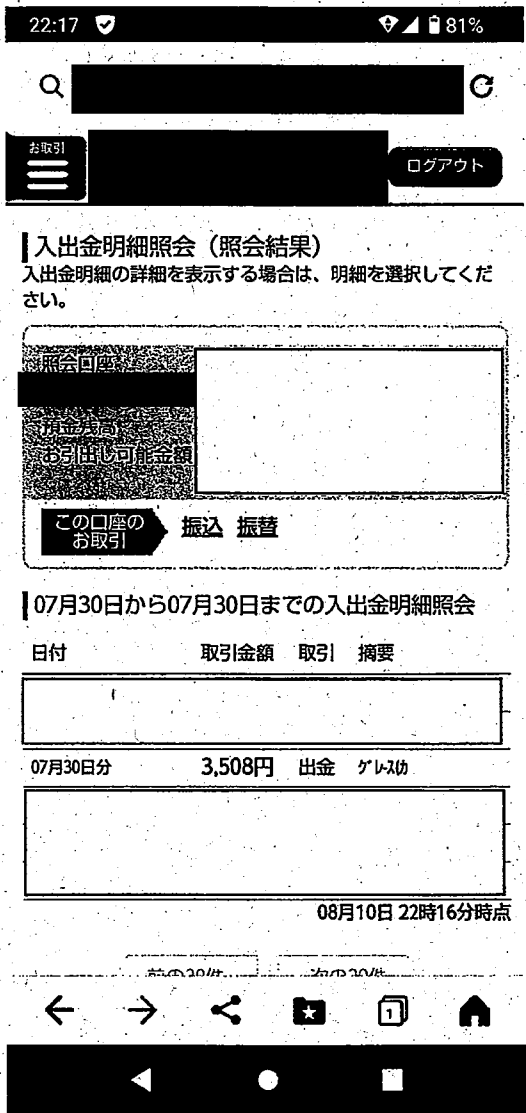 22:17 81%
お取引
ログアウト
入出金明細照会（照会結果）
入出金明細の詳細を表示する場合は、明細を選択してくだ
さい。
照会口座
預金残高
お引出し可能金額
この口座の
お取引
振込 振替
07月30日から07月30日までの入出金明細照会
日付 取引金額 取引 摘要
07月30日分 3,508円 出金
08月10日 22時16分時点
1